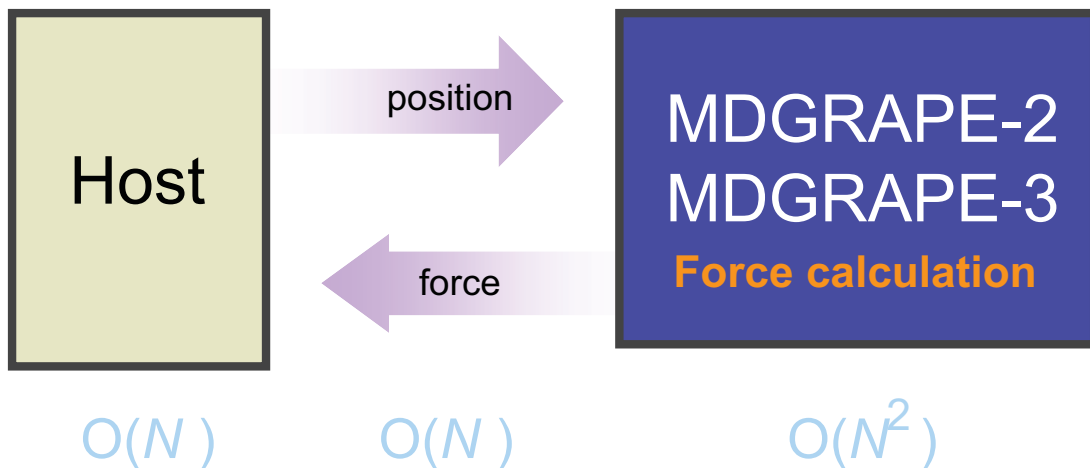 Host
position
force
MDGRAPE-2
MDGRAPE-3
Force calculation
O(N )
O(N )
O(N²)